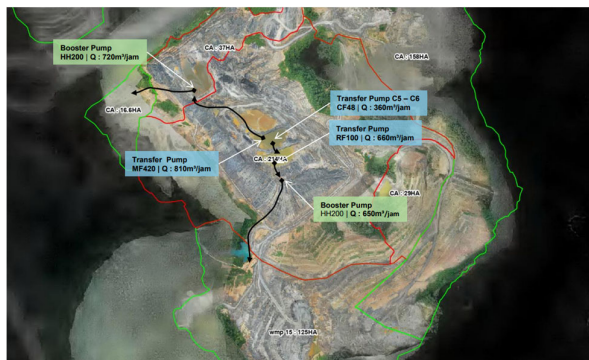 CA : 37HA
CA : 158HA
Booster Pump
HH200 | Q : 720m³/jam
CA : 16.6HA
Transfer Pump C5 – C6
CF48 | Q : 360m³/jam
Transfer Pump
RF100 | Q : 660m³/jam
Transfer Pump
MF420 | Q : 810m³/jam
CA : 214HA
CA : 29HA
Booster Pump
HH200 | Q : 650m³/jam
wmp 15 : 125HA